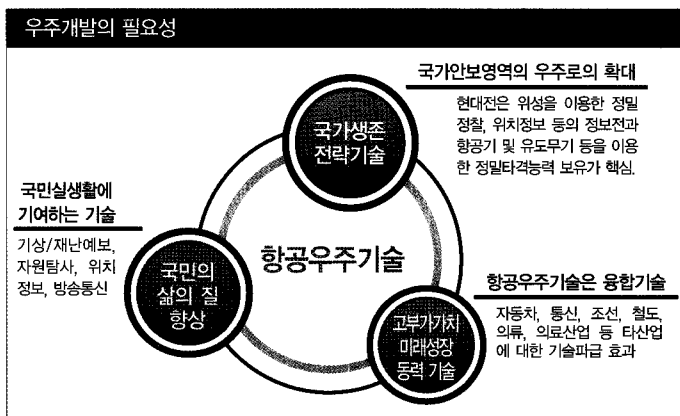 우주개발의 필요성
국가안보영역의 우주로의 확대
현대전은 위성을 이용한 정밀
정찰, 위치정보 등의 정보전과
항공기 및 유도무기 등을 이용
한 정밀타격능력 보유가 핵심.
국가생존
전략기술
국민실생활에
기여하는 기술
기상/재난예보,
자원탐사, 위치
정보, 방송통신
국민의
삶의 질
향상
항공우주기술
고부가가치
미래성장
동력 기술
항공우주기술은 융합기술
자동차, 통신, 조선, 철도,
의류, 의료산업 등 타산업
에 대한 기술파급 효과